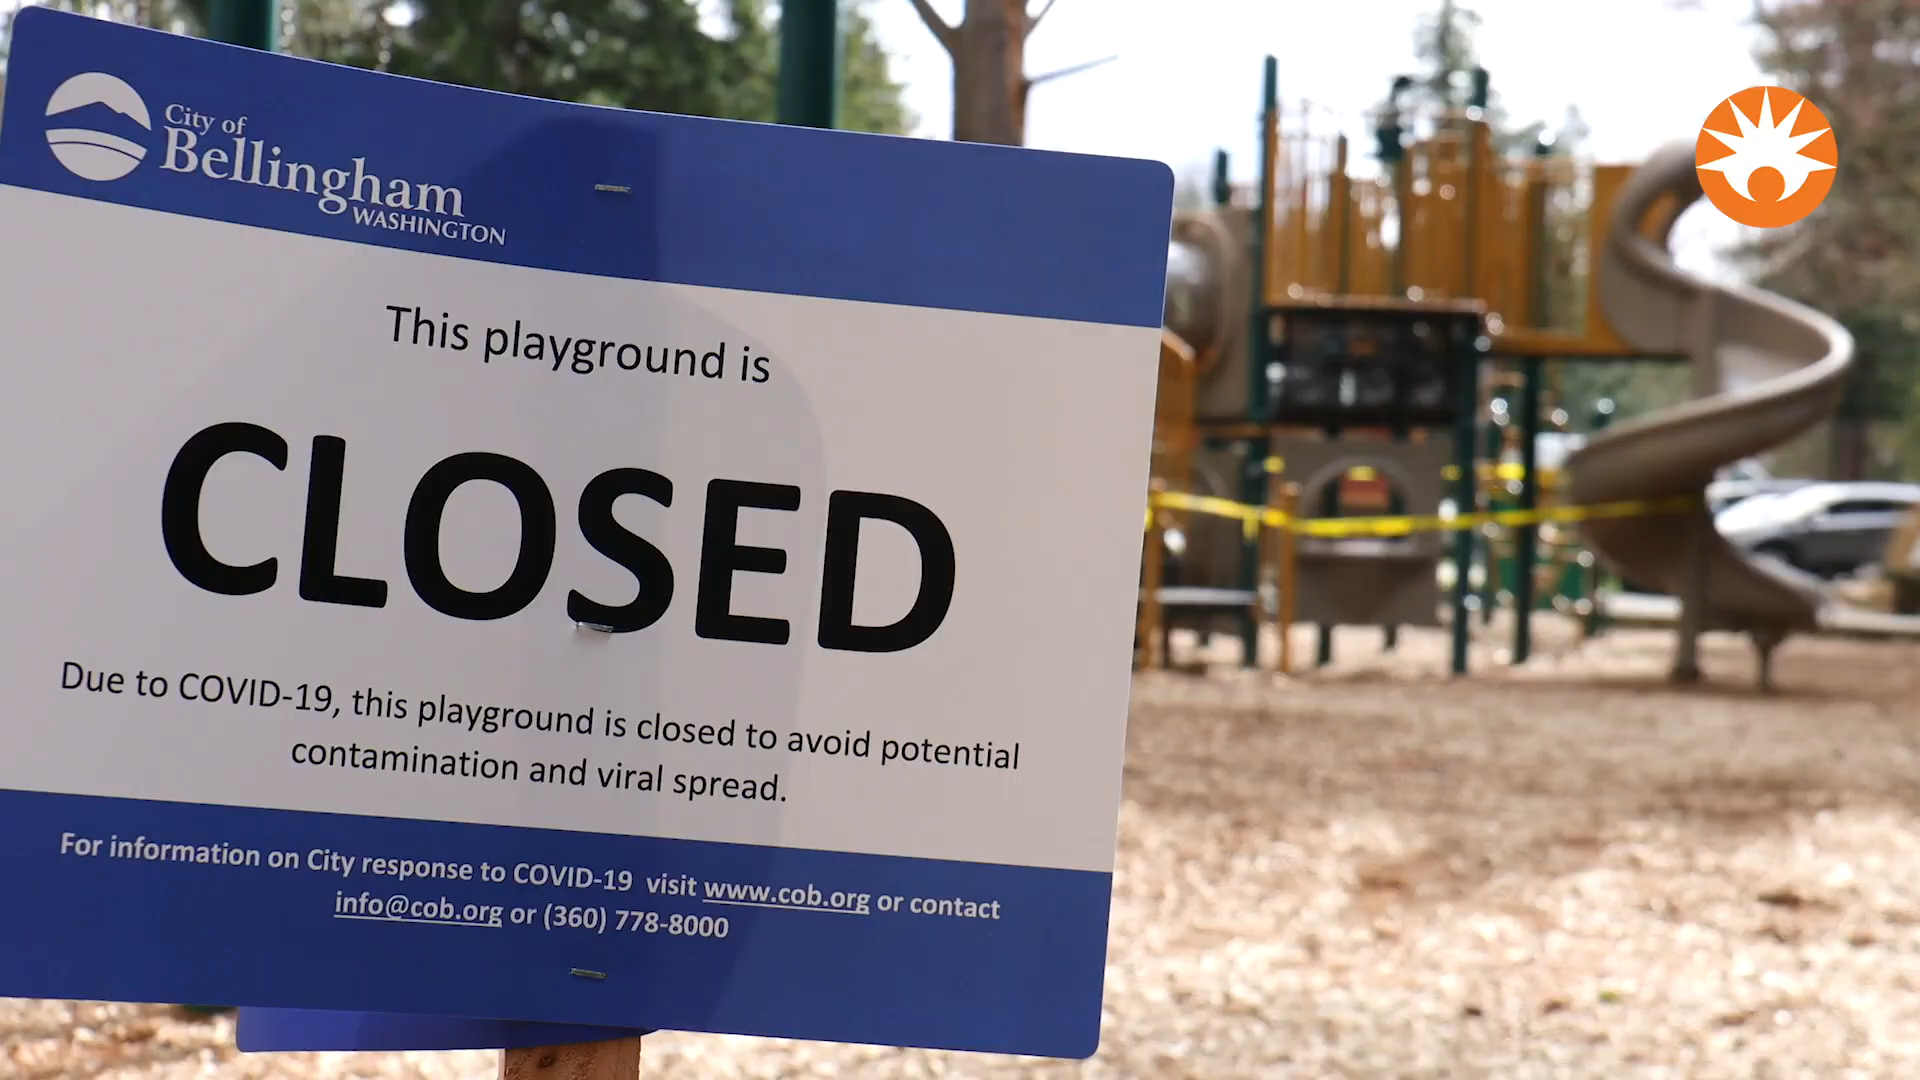 City of
Bellingham
WASHINGTON
This playground is
CLOSED
Due to COVID-19, this playground is closed to avoid potential
contamination and viral spread.
For information on City response to COVID-19 visit www.cob.org or contact
info@cob.org or (360) 778-8000